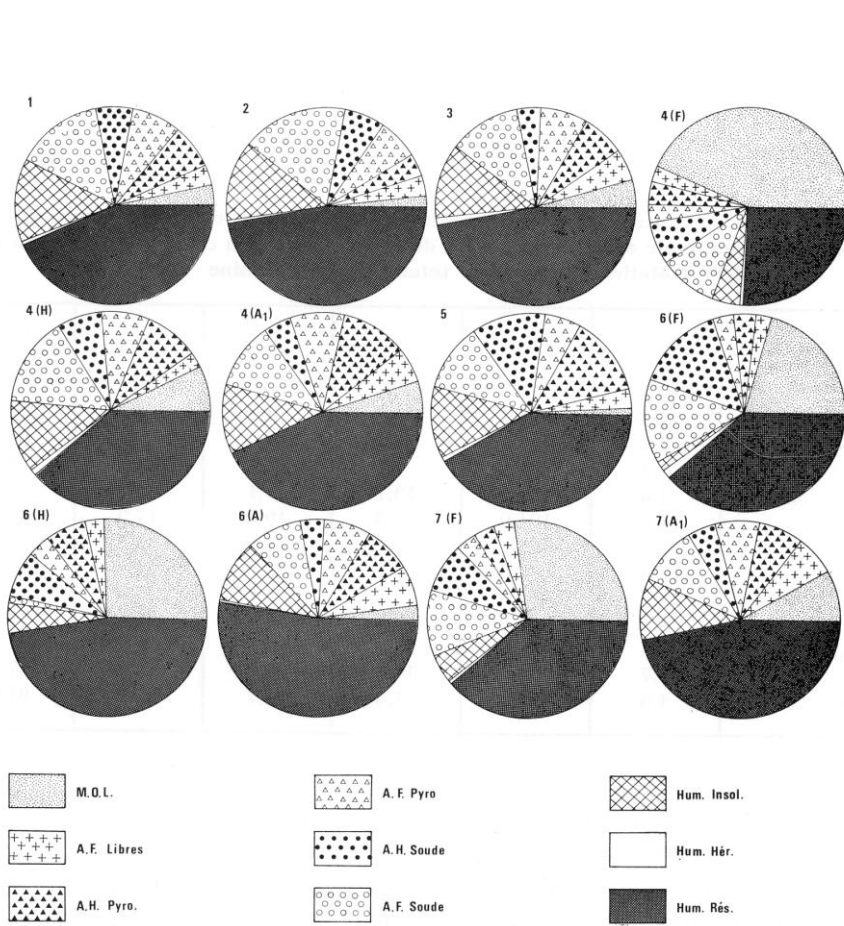 1 2 3 4 (F)
4 (H) 4 (A₁) 5 6 (F)
6 (H) 6 (A) 7 (F) 7 (A₁)
M.O.L. A.F. Pyro Hum. Insol.
A.F. Libres A.H. Soude Hum. Hér.
A.H. Pyro. A.F. Soude Hum. Rés.